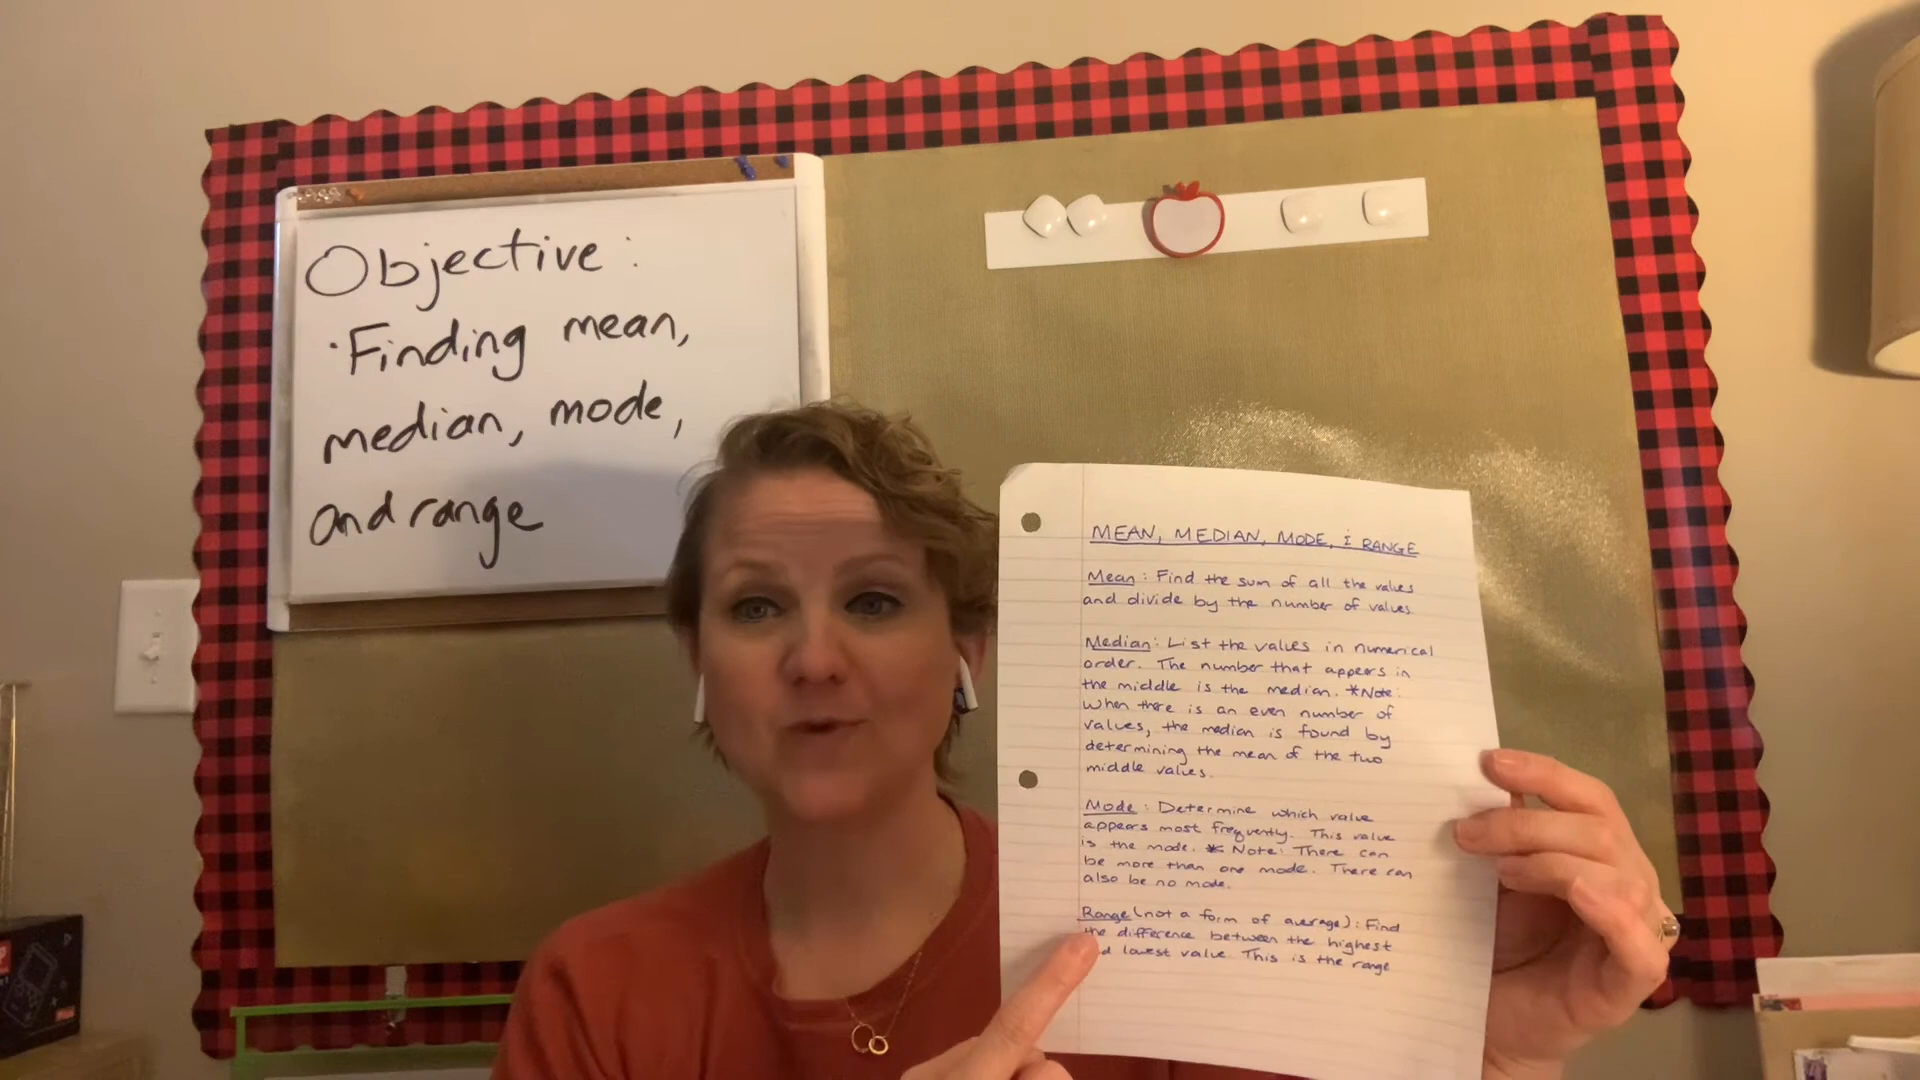 Objective:
·Finding mean,
median, mode,
and range
MEAN, MEDIAN, MODE, & RANGE
Mean: Find the sum of all the values
and divide by the number of values
Median: List the values in numerical
order. The number that appears in
the middle is the median. *Note:
When there is an even number of
values, the median is found by
determining the mean of the two
middle values.
Mode: Determine which value
appears most frequently. This value
is the mode. * Note: There can
be more than one mode. There can
also be no mode.
Range (not a form of average): Find
the difference between the highest
lowest value. This is the range